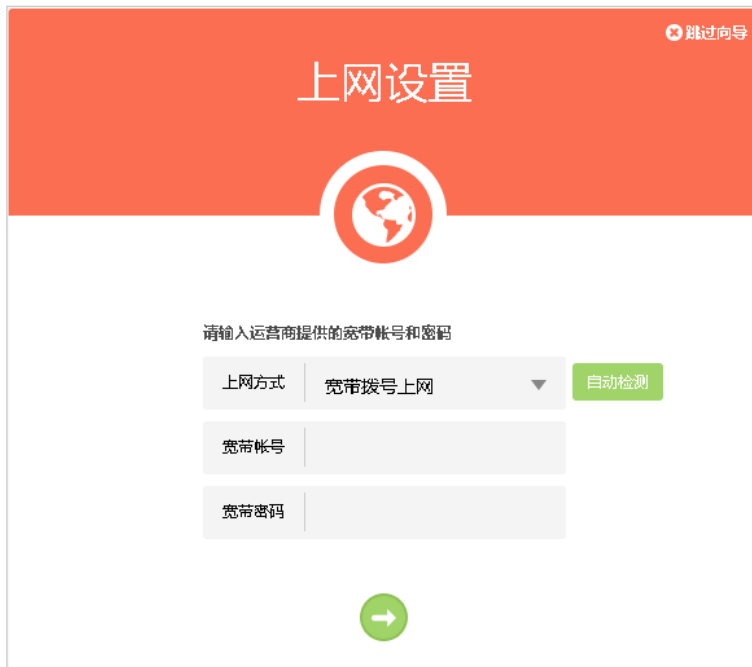 跳过向导
上网设置
请输入运营商提供的宽带帐号和密码
上网方式 宽带拨号上网 自动检测
宽带帐号
宽带密码